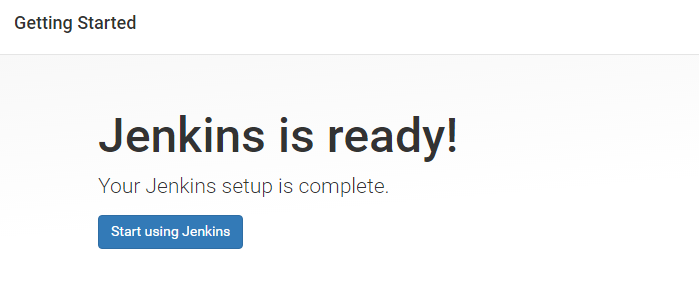 Getting Started
Jenkins is ready!
Your Jenkins setup is complete.
Start using Jenkins